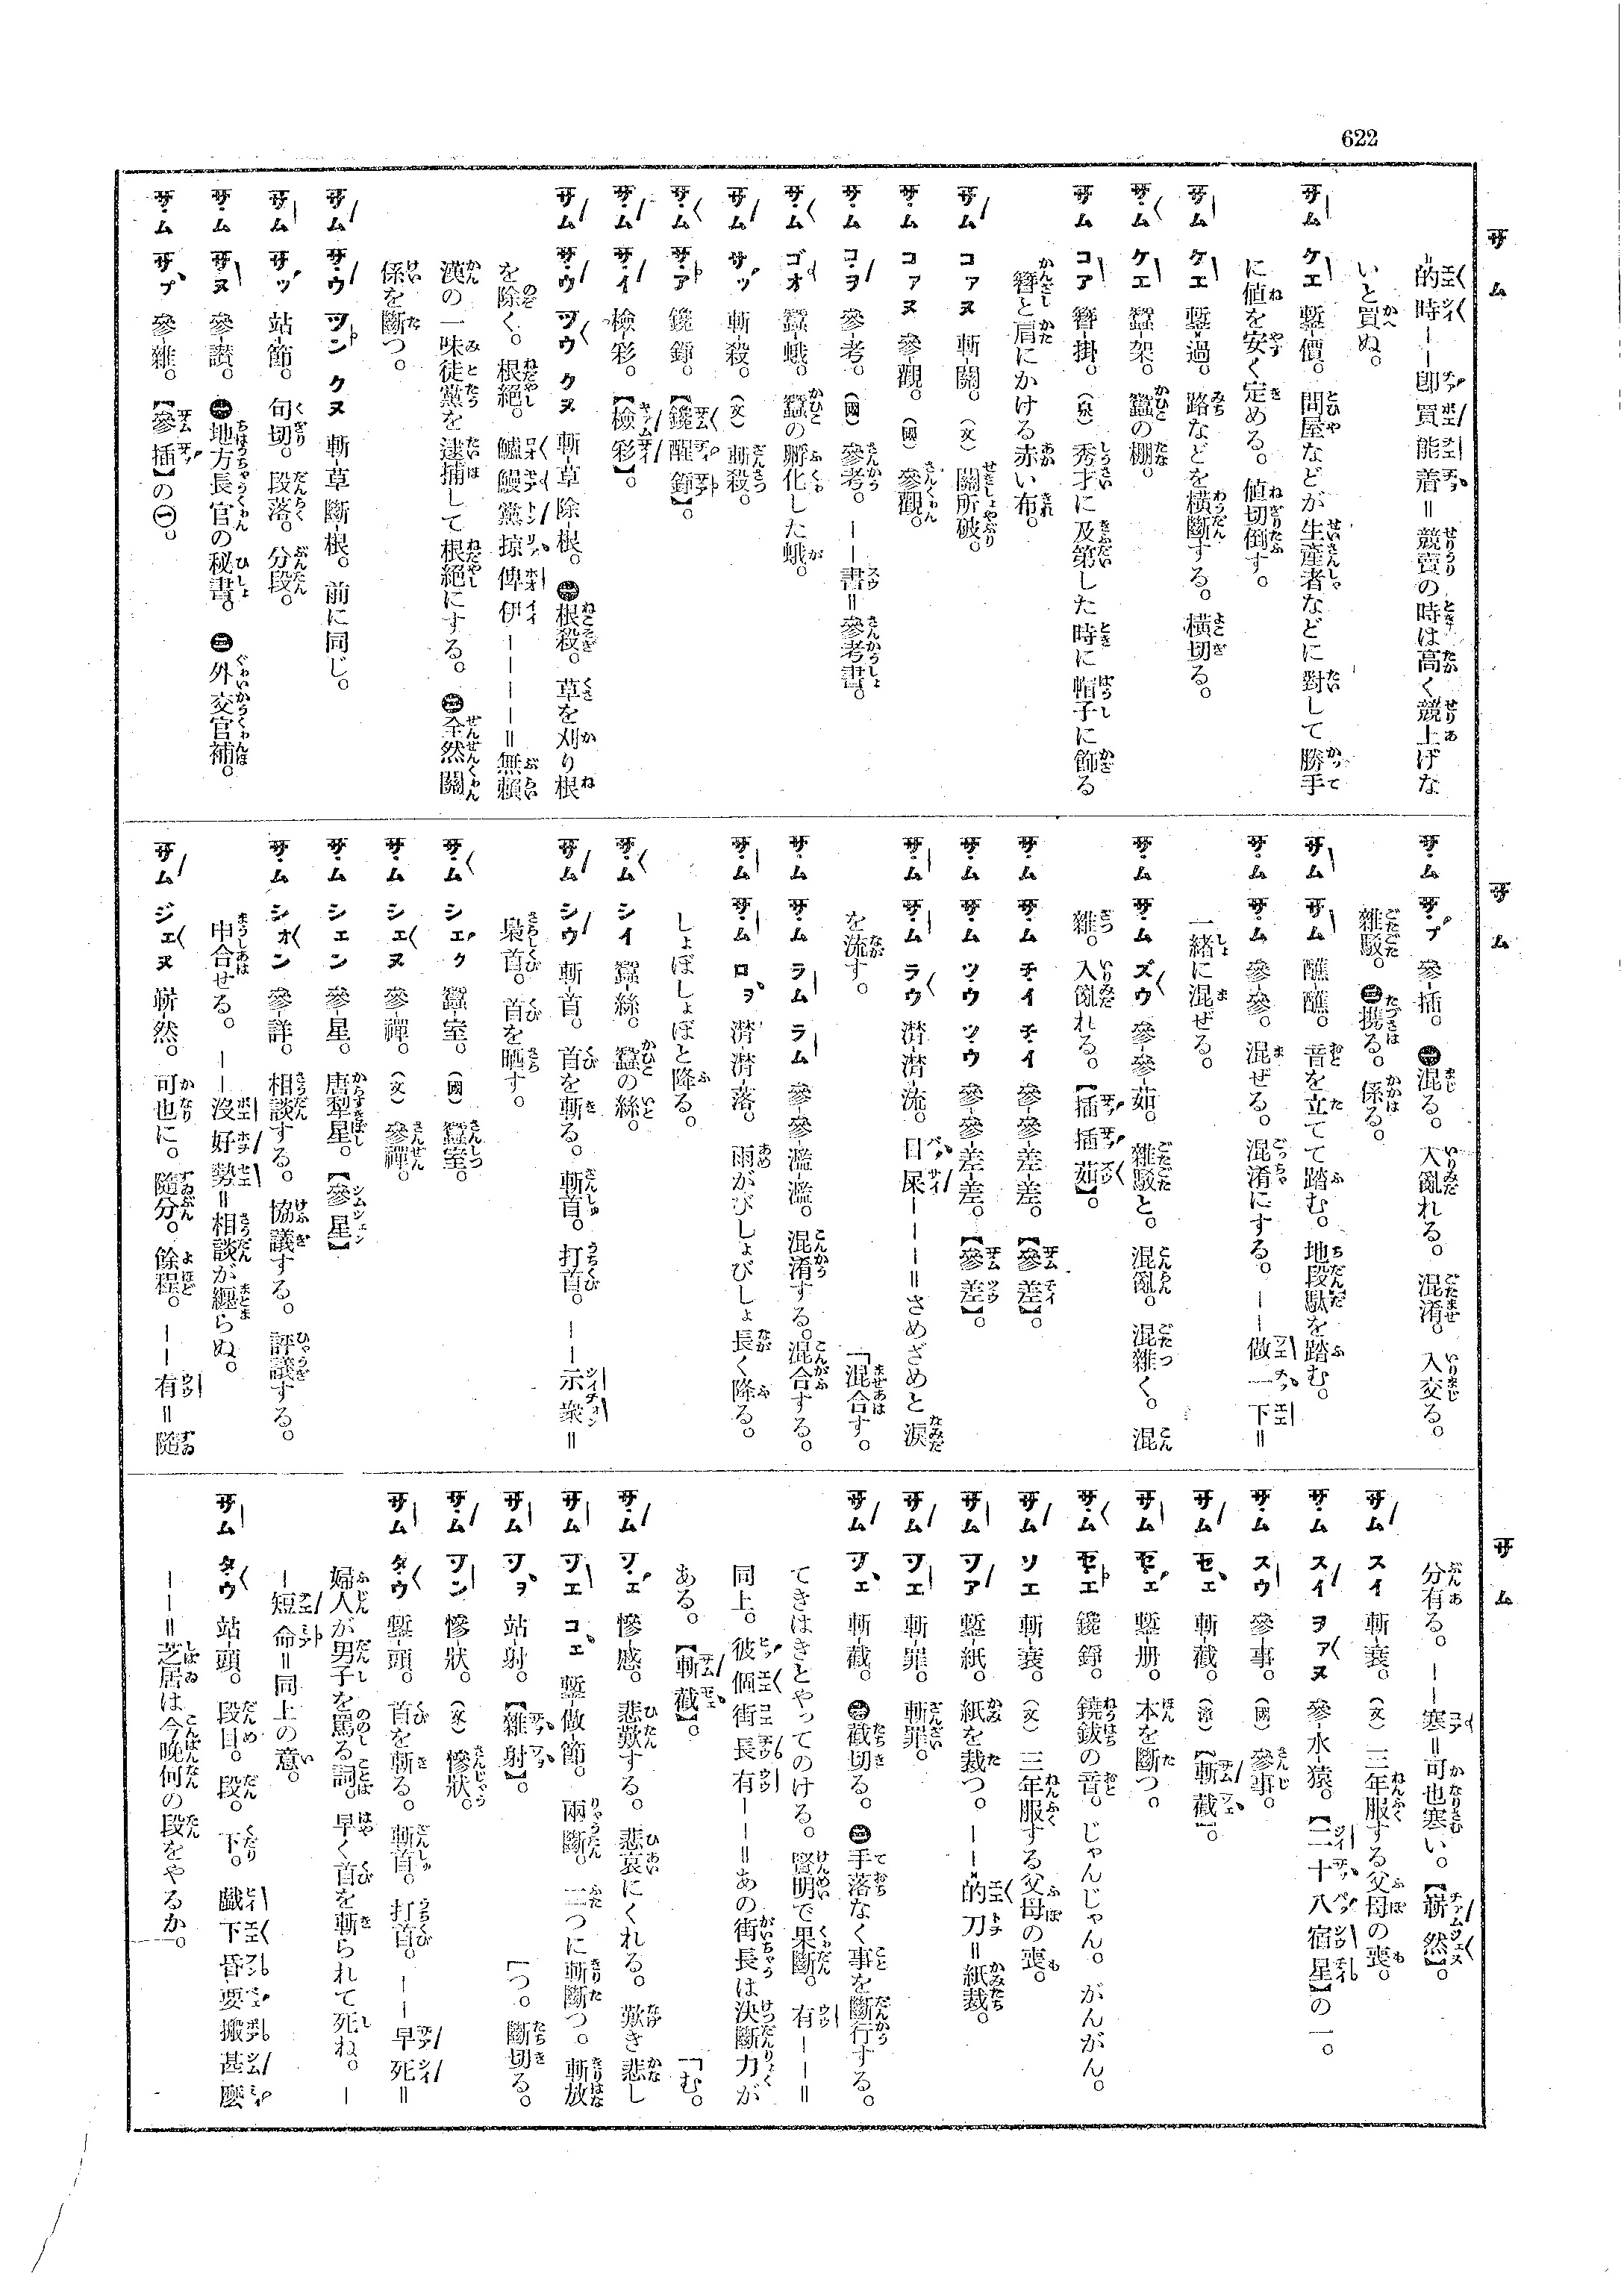 622
サム
的時――卽買能着＝競賣の時は高く競上げな
いと買ぬ。
サム ケエ 鏨價。問屋などが生産者などに對して勝手
に値を安く定める。値切倒す。
サム ケエ 鏨過。路などを橫斷する。橫切る。
サム ケエ 蠶架。蠶の棚。
サム コア 簪掛。（泉）秀才に及第した時に帽子に飾る
簪と肩にかける赤い布。
サム コアヌ 斬關。（文）關所破。
サム コアヌ 參觀。（國）參觀。
サム コヲ 參考。（國）參考。――書＝參考書。
サム ゴオ 蠶蛾。蠶の孵化した蛾。
サム サッ 斬殺。（文）斬殺。
サム サア 鑱鎁。
サム サイ 檢彩。【檢彩】。
サム サウ ツウ クヌ 斬草除根。㊀根殺。草を刈り根
を除く。根絕。鱸鰻黨掠俾伊――――＝無賴
漢の一味徒黨を逮捕して根絕にする。㊁全然關
係を斷つ。
サム サウ ツン クヌ 斬草斷根。前に同じ。
サム サッ 站節。句切。段落。分段。
サム サヌ 參讃。㊀地方長官の秘書。㊁外交官補。
サム サプ 參雜。【參插】の㊀。
サム
サム サプ 參插。㊀混る。入亂れる。混淆。入交る。
雜駁。㊁攜る。係る。
サム サム 醮醮。音を立てて踏む。地段駄を踏む。
サム サム 參參。混ぜる。混淆にする。――做一下＝
一緖に混ぜる。
サム サム ズウ 參參茹。雜駁と。混亂。混雜く。混
雜。入亂れる。【插插茹】。
サム サム チイ チイ 參參差差。【參差】。
サム サム ツウ ツウ 參參差差。【參差】。
サム サム ラウ 潸潸流。目屎―――＝さめざめと淚
を流す。
「混合す。
サム サム ラム ラム 參參濫濫。混淆する。混合する。
サム サム ロヲ 潸潸落。雨がびしょびしょ長く降る。
しょぼしょぼと降る。
サム シイ 蠶絲。蠶の絲。
サム シウ 斬首。首を斬る。斬首。打首。――示衆＝
梟首。首を晒す。
サム シェク 蠶室。（國）蠶室。
サム シエヌ 參禪。（文）參禪。
サム シェン 參星。唐犁星。【參星】
サム シオン 參詳。相談する。協議する。評議する。
申合せる。――沒好勢＝相談が纏らぬ。
サム ジエヌ 嶄然。可也に。隨分。餘程。――有＝隨
サム
分有る。――寒＝可也寒い。【嶄然】。
サム スイ 斬衰。（文）三年服する父母の喪。
サム スイ ヲアヌ 參水猿。【二十八宿星】の一。
サム スウ 參事。（國）參事。
サム セェ 斬截。（漳）【斬截】。
サム セェ 鏨册。本を斷つ。
サム セエ 鑱錚。鐃鈸の音。じゃんじゃん。がんがん。
サム ソエ 斬衰。（文）三年服する父母の喪。
サム ツア 鏨紙。紙を裁つ。――的刀＝紙裁。
サム ツエ 斬罪。斬罪。
サム ツェ 斬截。㊀截切る。㊁手落なく事を斷行する。
てきはきとやってのける。賢明で果斷。有――＝
同上。彼個街長有――＝あの街長は決斷力が
ある。【斬截】。
「む。
サム ツェ 慘慼。悲歎する。悲哀にくれる。歎き悲し
サム ツエ コェ 鏨做節。兩斷。二つに斬斷つ。斬放
「つ。斷切る。
サム ツヲ 站射。【雜射】。
サム ツン 慘狀。（文）慘狀。
サム タウ 鏨頭。首を斬る。斬首。打首。――早死＝
婦人が男子を罵る詞。早く首を斬られて死ね。―
―短命＝同上の意。
サム タウ 站頭。段目。段。下。戲下昏要搬甚麼
――＝芝居は今晩何の段をやるか。